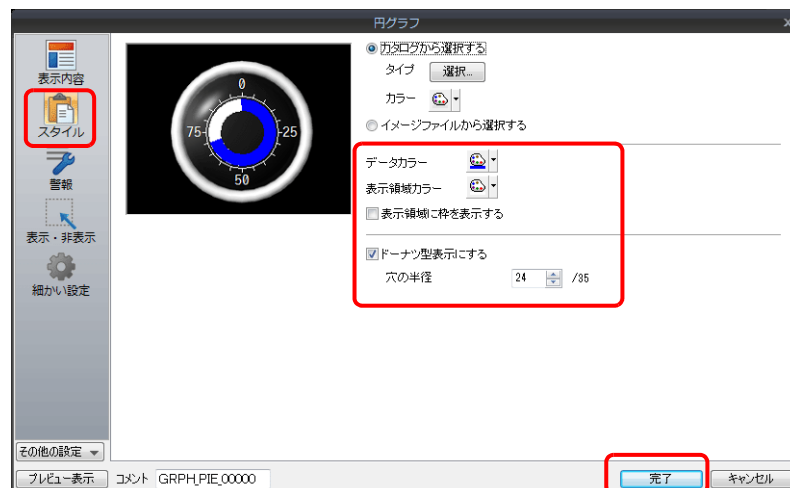 円グラフ
表示内容
スタイル
警報
表示・非表示
細かい設定
その他の設定
0
25
50
75
カタログから選択する
タイプ 選択...
カラー
イメージファイルから選択する
データカラー
表示領域カラー
表示領域に枠を表示する
ドーナツ型表示にする
穴の半径 24 /35
プレビュー表示 コメント GRPH_PIE_00000 完了 キャンセル